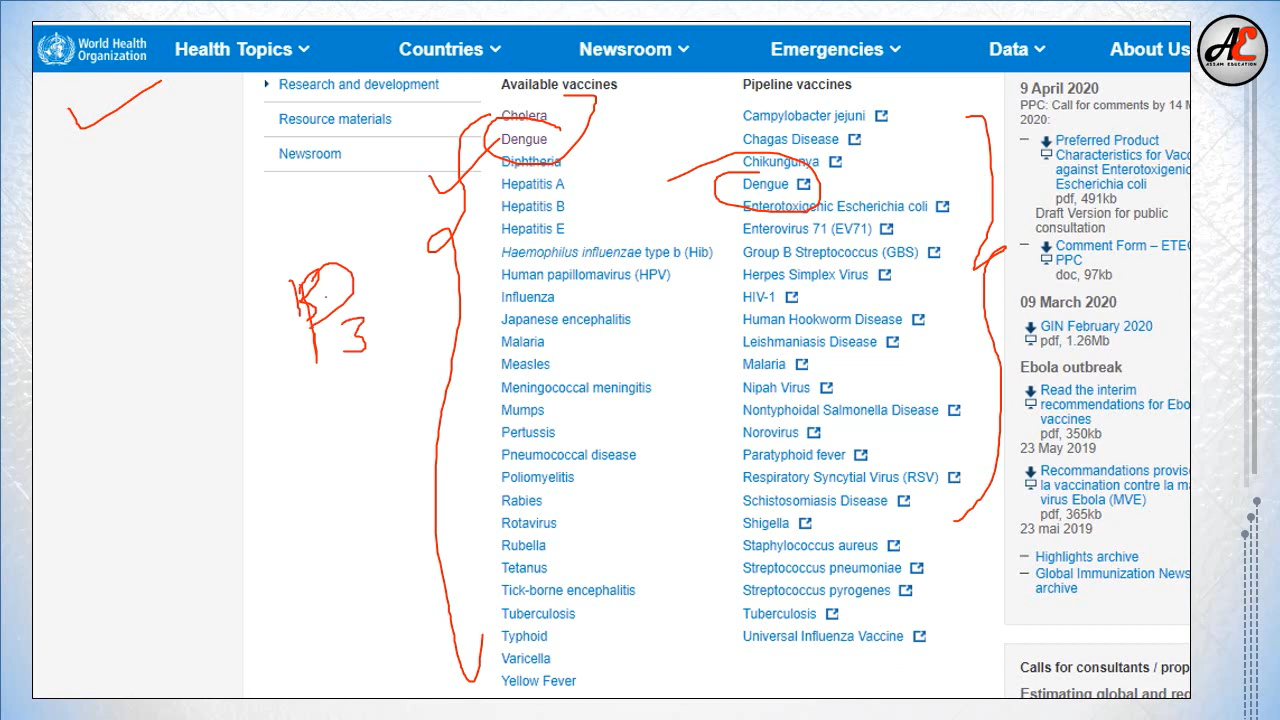 World Health
Organization
Health Topics
Countries
Newsroom
Emergencies
Data
About Us
AE
ASSAM EDUCATION
Research and development
Resource materials
Newsroom
Available vaccines
Cholera
Dengue
Diphtheria
Hepatitis A
Hepatitis B
Hepatitis E
Haemophilus influenzae type b (Hib)
Human papillomavirus (HPV)
Influenza
Japanese encephalitis
Malaria
Measles
Meningococcal meningitis
Mumps
Pertussis
Pneumococcal disease
Poliomyelitis
Rabies
Rotavirus
Rubella
Tetanus
Tick-borne encephalitis
Tuberculosis
Typhoid
Varicella
Yellow Fever
Pipeline vaccines
Campylobacter jejuni
Chagas Disease
Chikungunya
Dengue
Enterotoxigenic Escherichia coli
Enterovirus 71 (EV71)
Group B Streptococcus (GBS)
Herpes Simplex Virus
HIV-1
Human Hookworm Disease
Leishmaniasis Disease
Malaria
Nipah Virus
Nontyphoidal Salmonella Disease
Norovirus
Paratyphoid fever
Respiratory Syncytial Virus (RSV)
Schistosomiasis Disease
Shigella
Staphylococcus aureus
Streptococcus pneumoniae
Streptococcus pyrogenes
Tuberculosis
Universal Influenza Vaccine
9 April 2020
PPC: Call for comments by 14 M
2020:
Preferred Product
Characteristics for Vacc
against Enterotoxigenic
Escherichia coli
pdf, 491kb
Draft Version for public
consultation
Comment Form – ETEC
PPC
doc, 97kb
09 March 2020
GIN February 2020
pdf, 1.26Mb
Ebola outbreak
Read the interim
recommendations for Ebo
vaccines
pdf, 350kb
23 May 2019
Recommandations provis
la vaccination contre la ma
virus Ebola (MVE)
pdf, 365kb
23 mai 2019
Highlights archive
Global Immunization News
archive
Calls for consultants / prop
Estimating global and reg
3